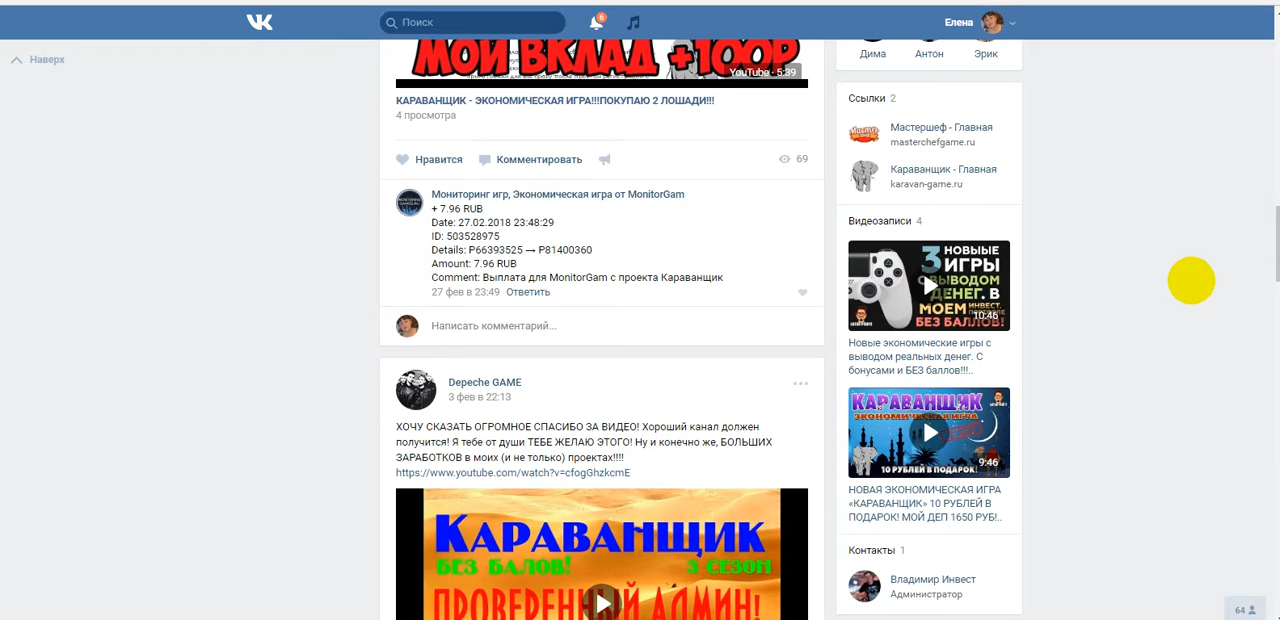 Поиск
6
Елена
Наверх
МОЙ ВКЛАД +100Р
YouTube · 5:39
КАРАВАНЩИК - ЭКОНОМИЧЕСКАЯ ИГРА!!!ПОКУПАЮ 2 ЛОШАДИ!!!
4 просмотра
Нравится
Комментировать
69
Мониторинг игр, Экономическая игра от MonitorGam
+ 7.96 RUB
Date: 27.02.2018 23:48:29
ID: 503528975
Details: P66393525 → P81400360
Amount: 7.96 RUB
Comment: Выплата для MonitorGam с проекта Караванщик
27 фев в 23:49 Ответить
Написать комментарий...
Depeche GAME
3 фев в 22:13
ХОЧУ СКАЗАТЬ ОГРОМНОЕ СПАСИБО ЗА ВИДЕО! Хороший канал должен
получится! Я тебе от души ТЕБЕ ЖЕЛАЮ ЭТОГО! Ну и конечно же, БОЛЬШИХ
ЗАРАБОТКОВ в моих (и не только) проектах!!!!
https://www.youtube.com/watch?v=cfogGhzkcmE
КАРАВАНЩИК
БЕЗ БАЛОВ!
3 СЕЗОН
ПРОВЕРЕННЫЙ АДМИН!
Дима
Антон
Эрик
Ссылки 2
Мастершеф - Главная
masterchefgame.ru
Караванщик - Главная
karavan-game.ru
Видеозаписи 4
3 НОВЫЫЕ
ИГРЫ
С ВЫВОДОМ
ДЕНЕГ. В
МОЕМ ИНВЕСТ.
БЕЗ БАЛЛОВ!
10:46
Новые экономические игры с
выводом реальных денег. С
бонусами и БЕЗ баллов!!!..
КАРАВАНЩИК
ЭКОНОМИЧЕСКАЯ ИГРА
10 РУБЛЕЙ В ПОДАРОК!
9:46
НОВАЯ ЭКОНОМИЧЕСКАЯ ИГРА
«КАРАВАНЩИК» 10 РУБЛЕЙ В
ПОДАРОК! МОЙ ДЕП 1650 РУБ!..
Контакты 1
Владимир Инвест
Администратор
64